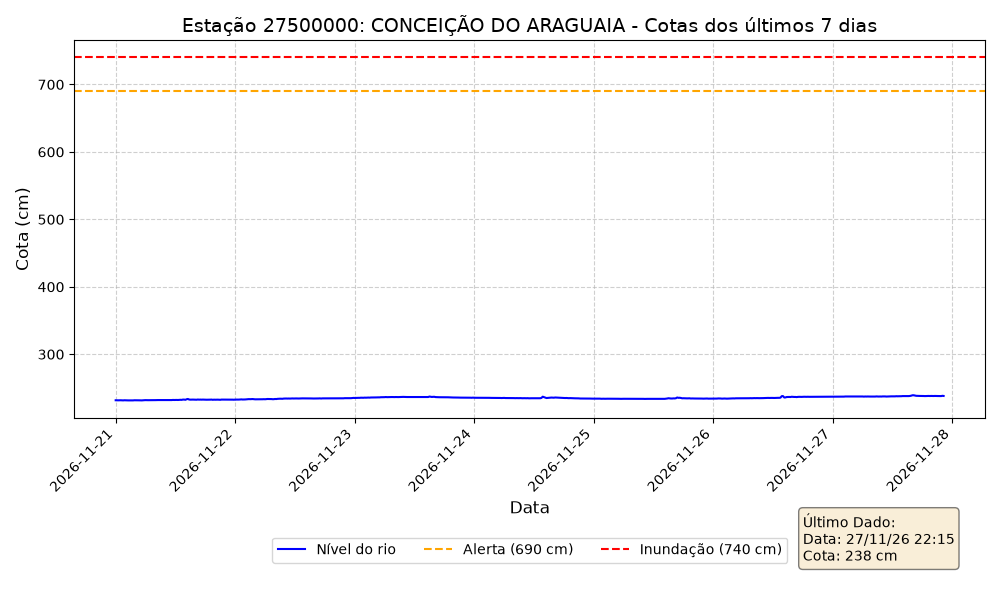 Estação 27500000: CONCEIÇÃO DO ARAGUAIA - Cotas dos últimos 7 dias
Cota (cm)
700
600
500
400
300
2026-11-21
2026-11-22
2026-11-23
2026-11-24
2026-11-25
2026-11-26
2026-11-27
2026-11-28
Data
Nível do rio
Alerta (690 cm)
Inundação (740 cm)
Último Dado:
Data: 27/11/26 22:15
Cota: 238 cm